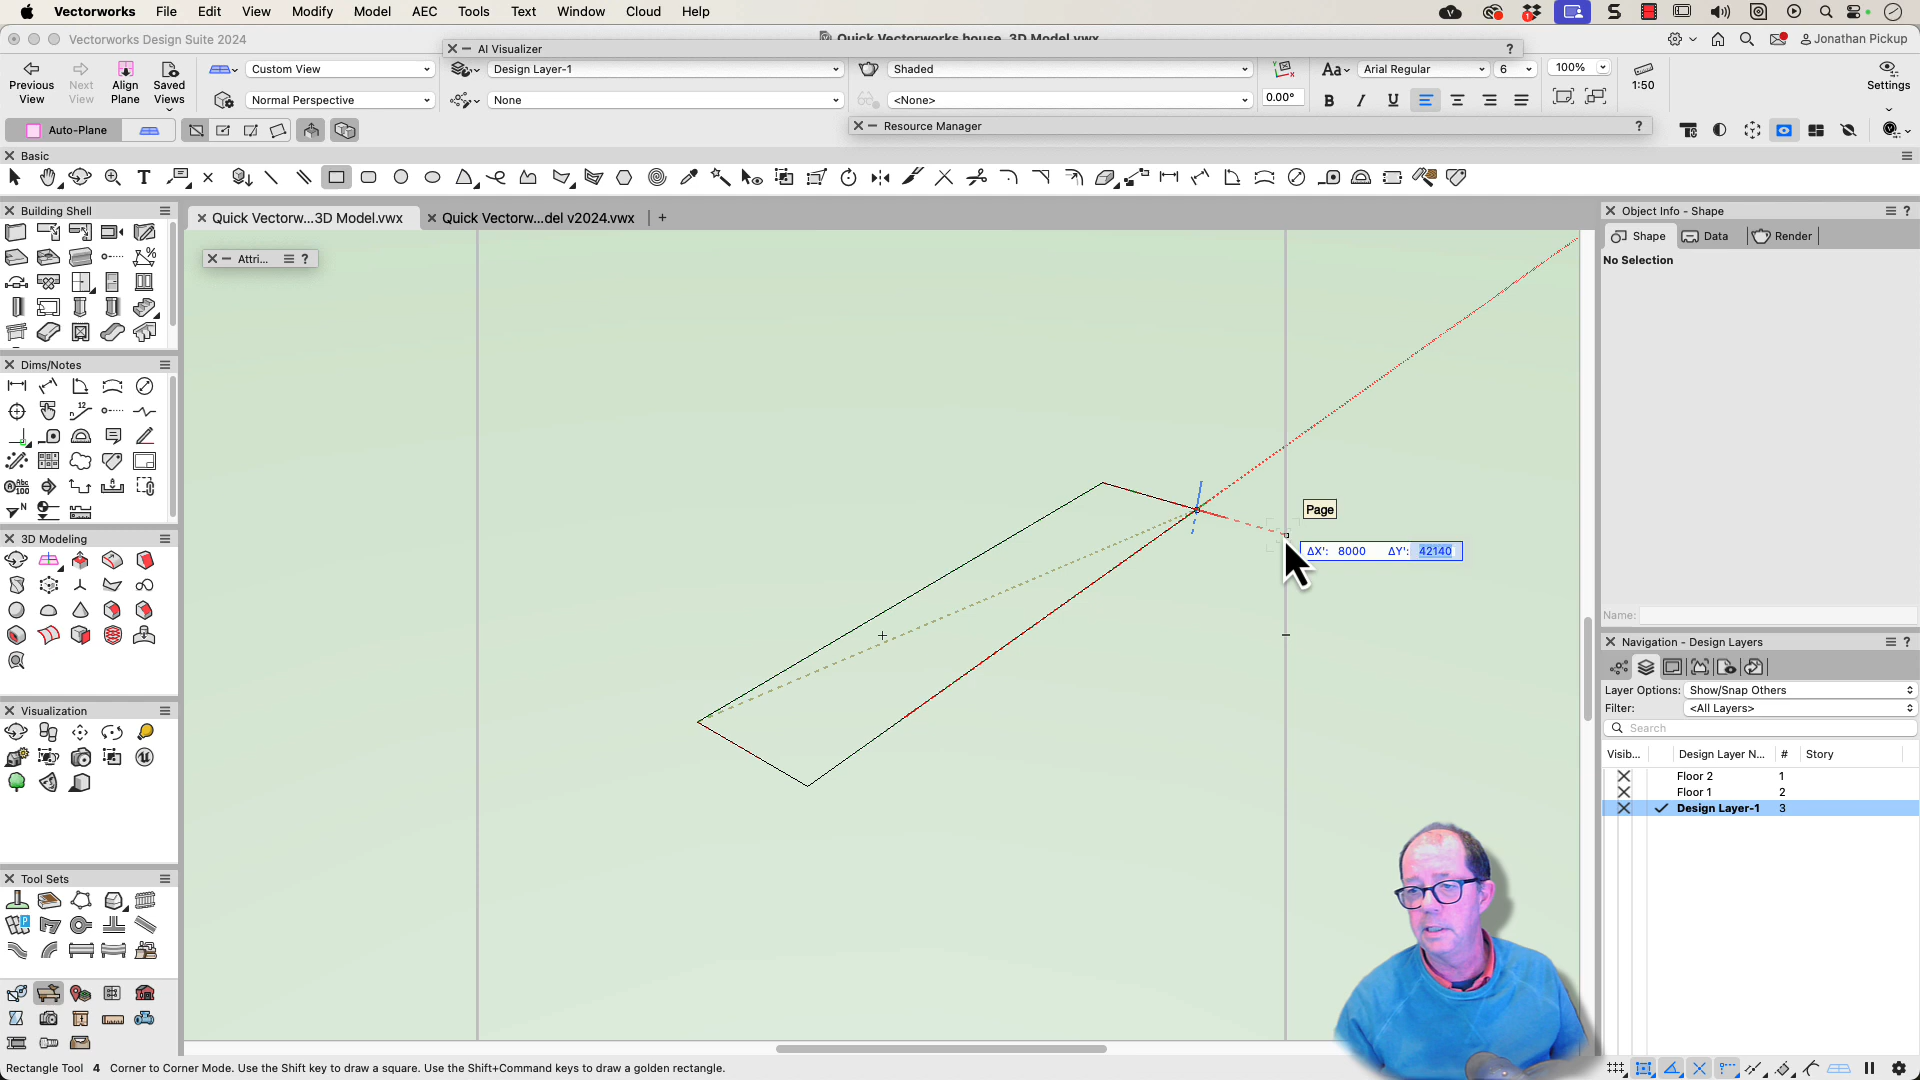 Vectorworks File Edit View Modify Model AEC Tools Text Window Cloud Help
Vectorworks Design Suite 2024
Quick Vectorworks house 3D Model.vwx
Jonathan Pickup
AI Visualizer
?
Previous View
Next View
Align Plane
Saved Views
Custom View
Normal Perspective
Design Layer-1
None
Shaded
<None>
0.00°
Arial Regular
6
100%
1:50
Settings
Auto-Plane
Resource Manager
?
Basic
Building Shell
Quick Vectorw...3D Model.vwx
Quick Vectorw...del v2024.vwx
Attri...
?
Object Info - Shape
?
Shape
Data
Render
No Selection
Dims/Notes
3D Modeling
Visualization
Tool Sets
Page
ΔX': 8000 ΔY': 42140
Name:
Navigation - Design Layers
?
Layer Options: Show/Snap Others
Filter: <All Layers>
Search
Visib... Design Layer N... # Story
Floor 2 1
Floor 1 2
Design Layer-1 3
Rectangle Tool 4 Corner to Corner Mode. Use the Shift key to draw a square. Use the Shift+Command keys to draw a golden rectangle.